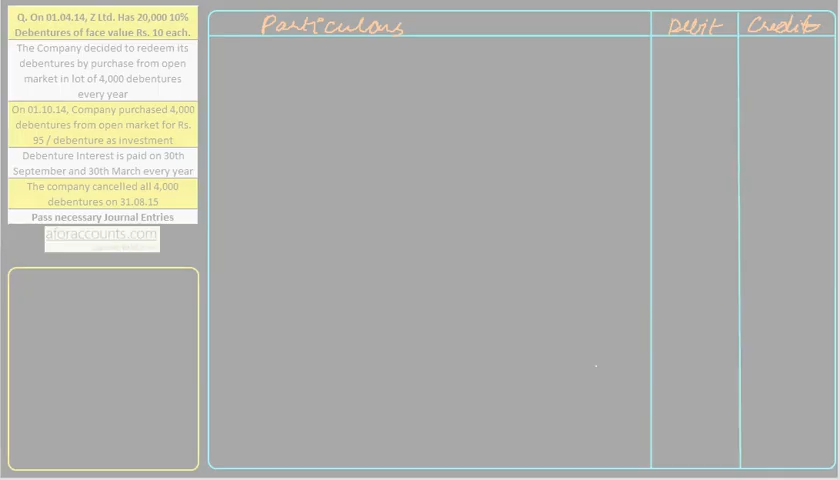 Q. On 01.04.14, Z Ltd. Has 20,000 10%
Debentures of face value Rs. 10 each.
The Company decided to redeem its
debentures by purchase from open
market in lot of 4,000 debentures
every year
On 01.10.14, Company purchased 4,000
debentures from open market for Rs.
95 / debenture as investment
Debenture Interest is paid on 30th
September and 30th March every year
The company cancelled all 4,000
debentures on 31.08.15
Pass necessary Journal Entries
aforaccounts.com
Particulars Debit Credit